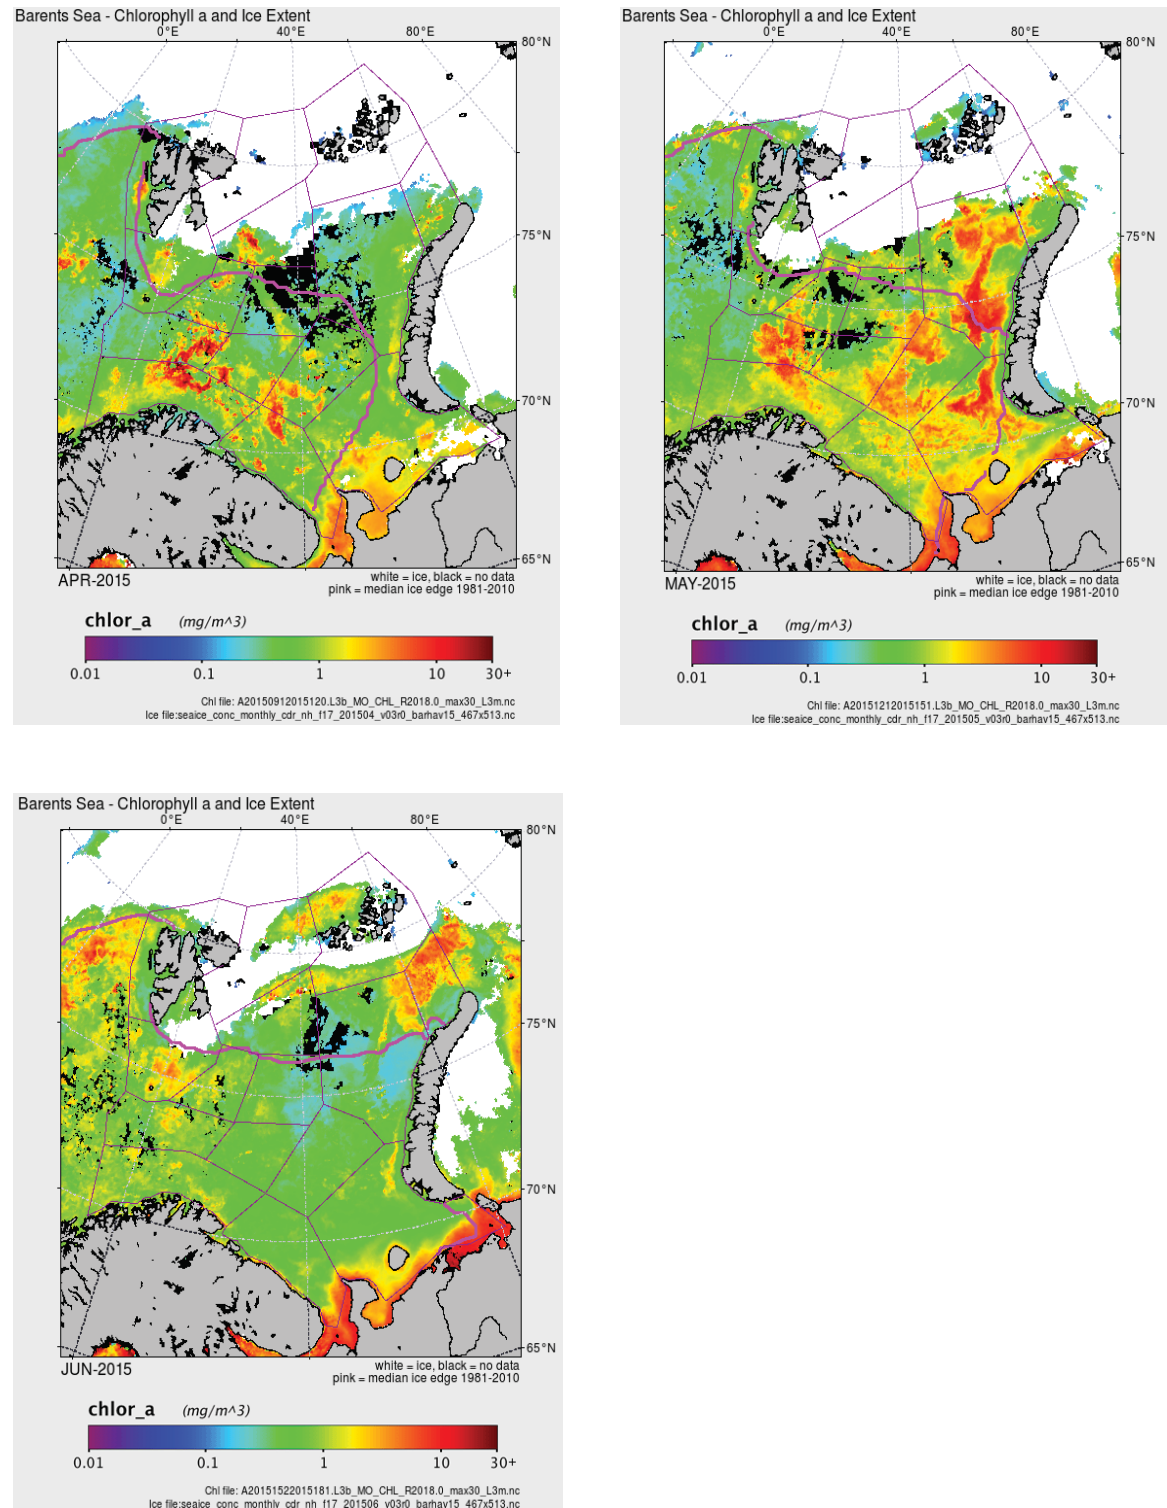 Barents Sea - Chlorophyll a and Ice Extent
0°E 40°E 80°E
80°N
75°N
70°N
65°N
APR-2015
white = ice, black = no data
pink = median ice edge 1981-2010
chlor_a (mg/m^3)
0.01 0.1 1 10 30+
Chl file: A20150912015120.L3b_MO_CHL_R2018.0_max30_L3m.nc
Ice file:seaice_conc_monthly_cdr_nh_f17_201504_v03r0_barhav15_467x513.nc
Barents Sea - Chlorophyll a and Ice Extent
0°E 40°E 80°E
80°N
75°N
70°N
65°N
MAY-2015
white = ice, black = no data
pink = median ice edge 1981-2010
chlor_a (mg/m^3)
0.01 0.1 1 10 30+
Chl file: A20151212015151.L3b_MO_CHL_R2018.0_max30_L3m.nc
Ice file:seaice_conc_monthly_cdr_nh_f17_201505_v03r0_barhav15_467x513.nc
Barents Sea - Chlorophyll a and Ice Extent
0°E 40°E 80°E
80°N
75°N
70°N
65°N
JUN-2015
white = ice, black = no data
pink = median ice edge 1981-2010
chlor_a (mg/m^3)
0.01 0.1 1 10 30+
Chl file: A20151522015181.L3b_MO_CHL_R2018.0_max30_L3m.nc
Ice file:seaice_conc_monthly_cdr_nh_f17_201506_v03r0_barhav15_467x513.nc